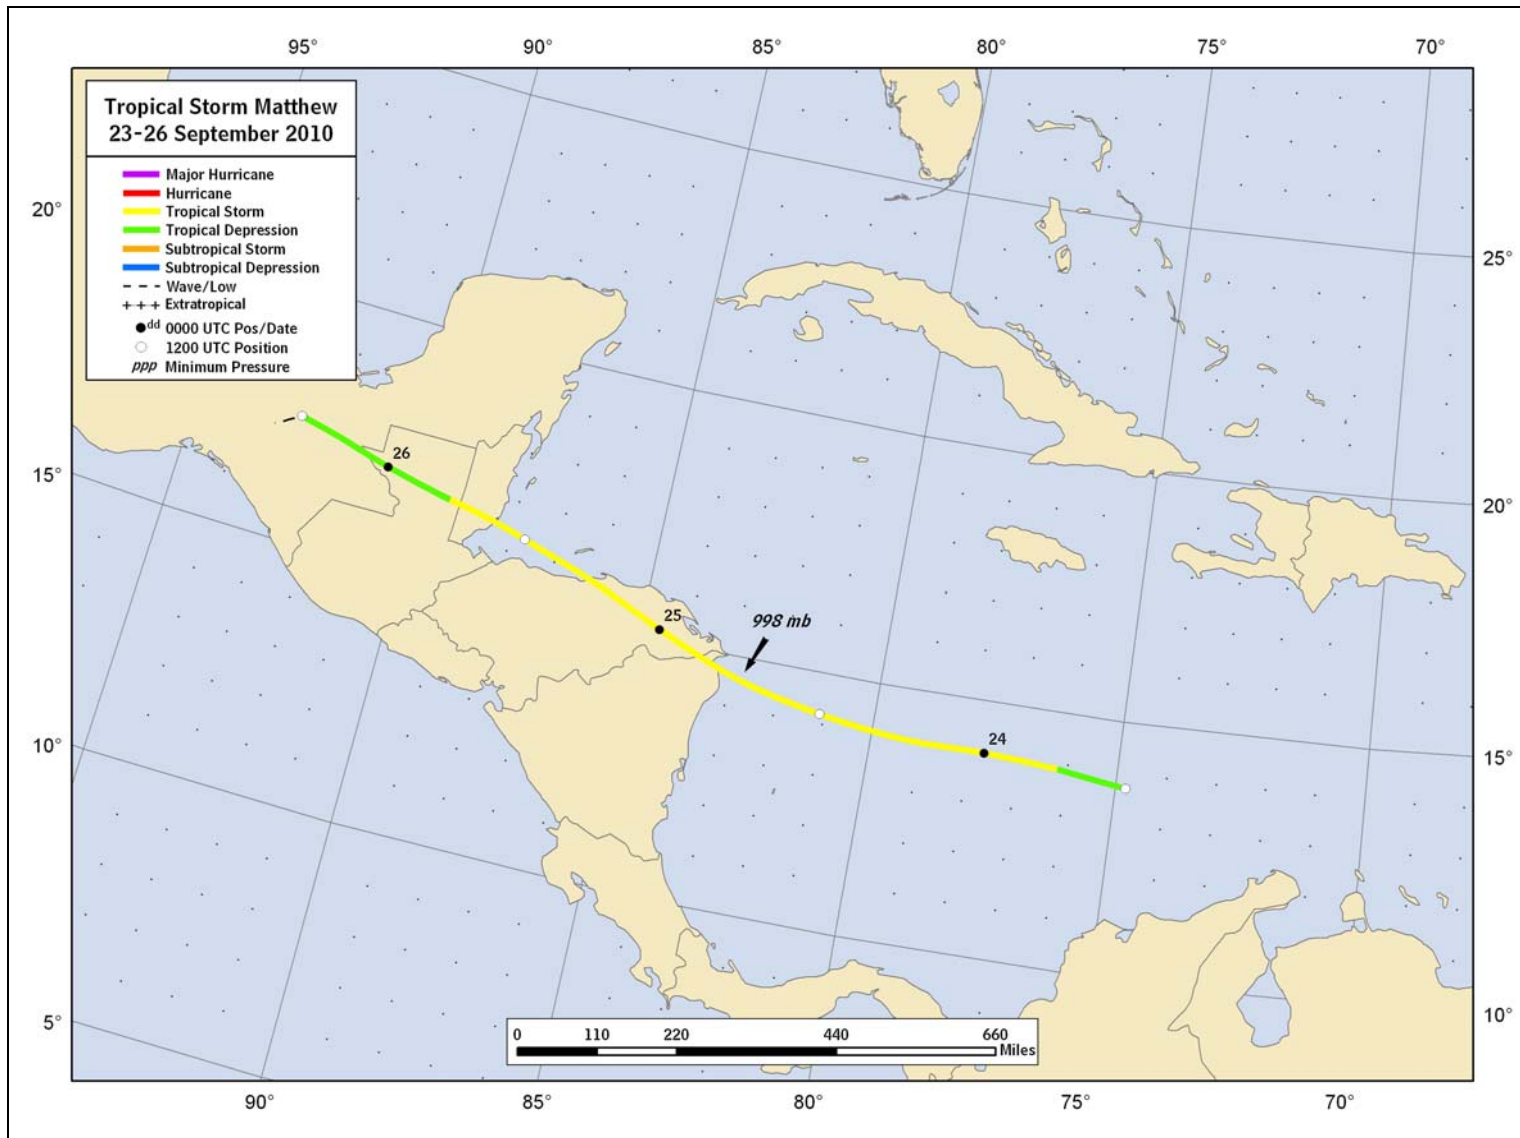 95° 90° 85° 80° 75° 70°
Tropical Storm Matthew
23-26 September 2010
Major Hurricane
Hurricane
Tropical Storm
Tropical Depression
Subtropical Storm
Subtropical Depression
Wave/Low
+++ Extratropical
dd 0000 UTC Pos/Date
1200 UTC Position
ppp Minimum Pressure
20°
25°
26
15°
20°
25
998 mb
24
10°
15°
5°
10°
0 110 220 440 660
Miles
90° 85° 80° 75° 70°